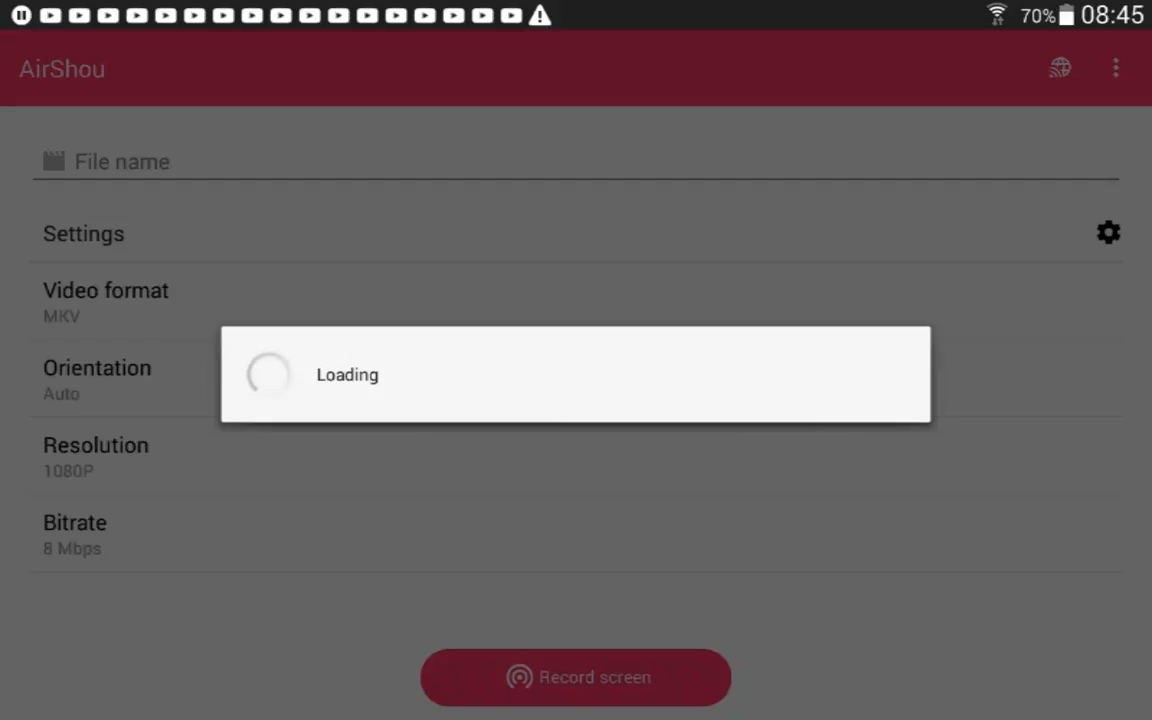 70% 08:45
AirShou
File name
Settings
Video format
MKV
Loading
Orientation
Auto
Resolution
1080P
Bitrate
8 Mbps
Record screen